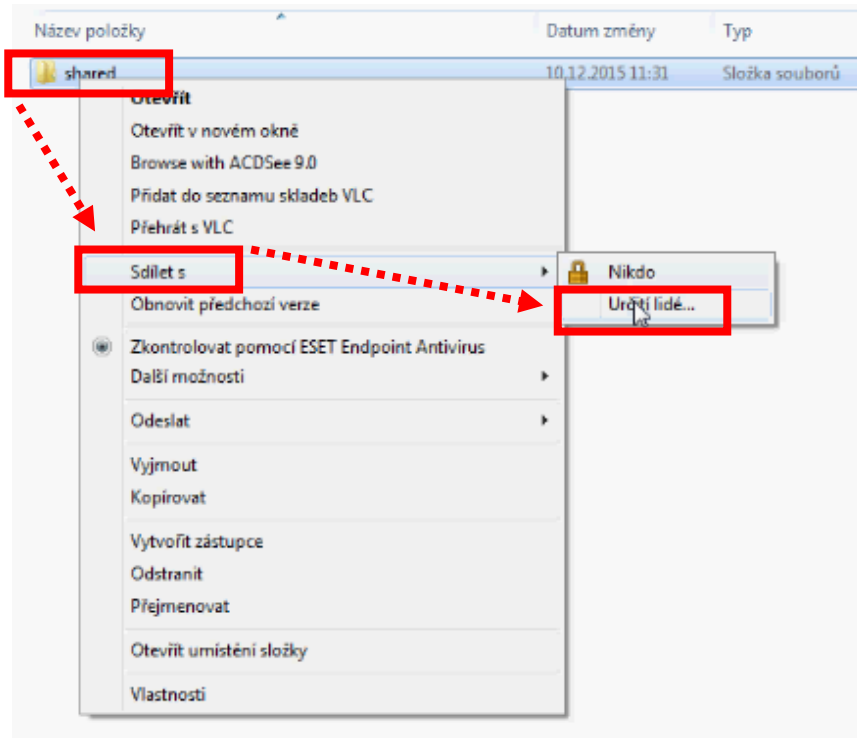 Název položky Datum změny Typ
shared 10.12.2015 11:31 Složka souborů
Otevřít
Otevřít v novém okně
Browse with ACDSee 9.0
Přidat do seznamu skladeb VLC
Přehrát s VLC
Sdílet s
Nikdo
Obnovit předchozí verze
Určití lidé...
Zkontrolovat pomocí ESET Endpoint Antivirus
Další možnosti
Odeslat
Vyjmout
Kopírovat
Vytvořit zástupce
Odstranit
Přejmenovat
Otevřít umístění složky
Vlastnosti